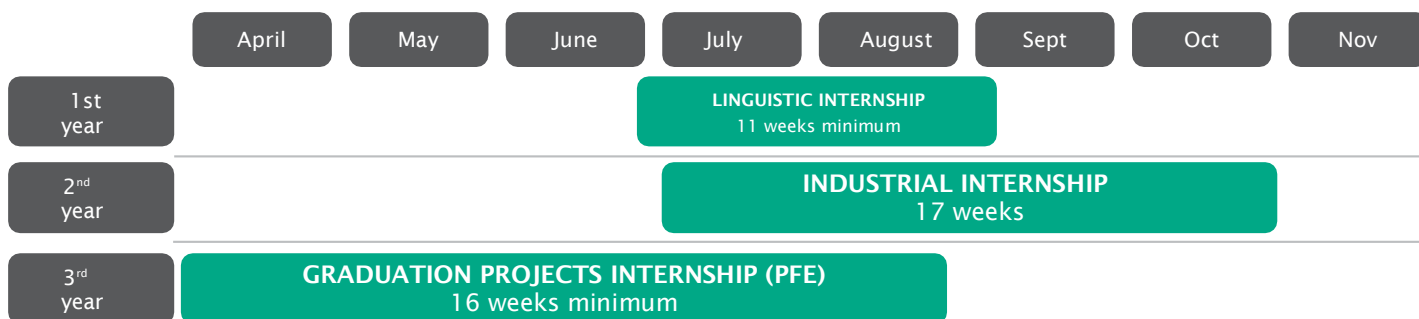 April May June July August Sept Oct Nov
1st
year
LINGUISTIC INTERNSHIP
11 weeks minimum
2nd
year
INDUSTRIAL INTERNSHIP
17 weeks
3rd
year
GRADUATION PROJECTS INTERNSHIP (PFE)
16 weeks minimum